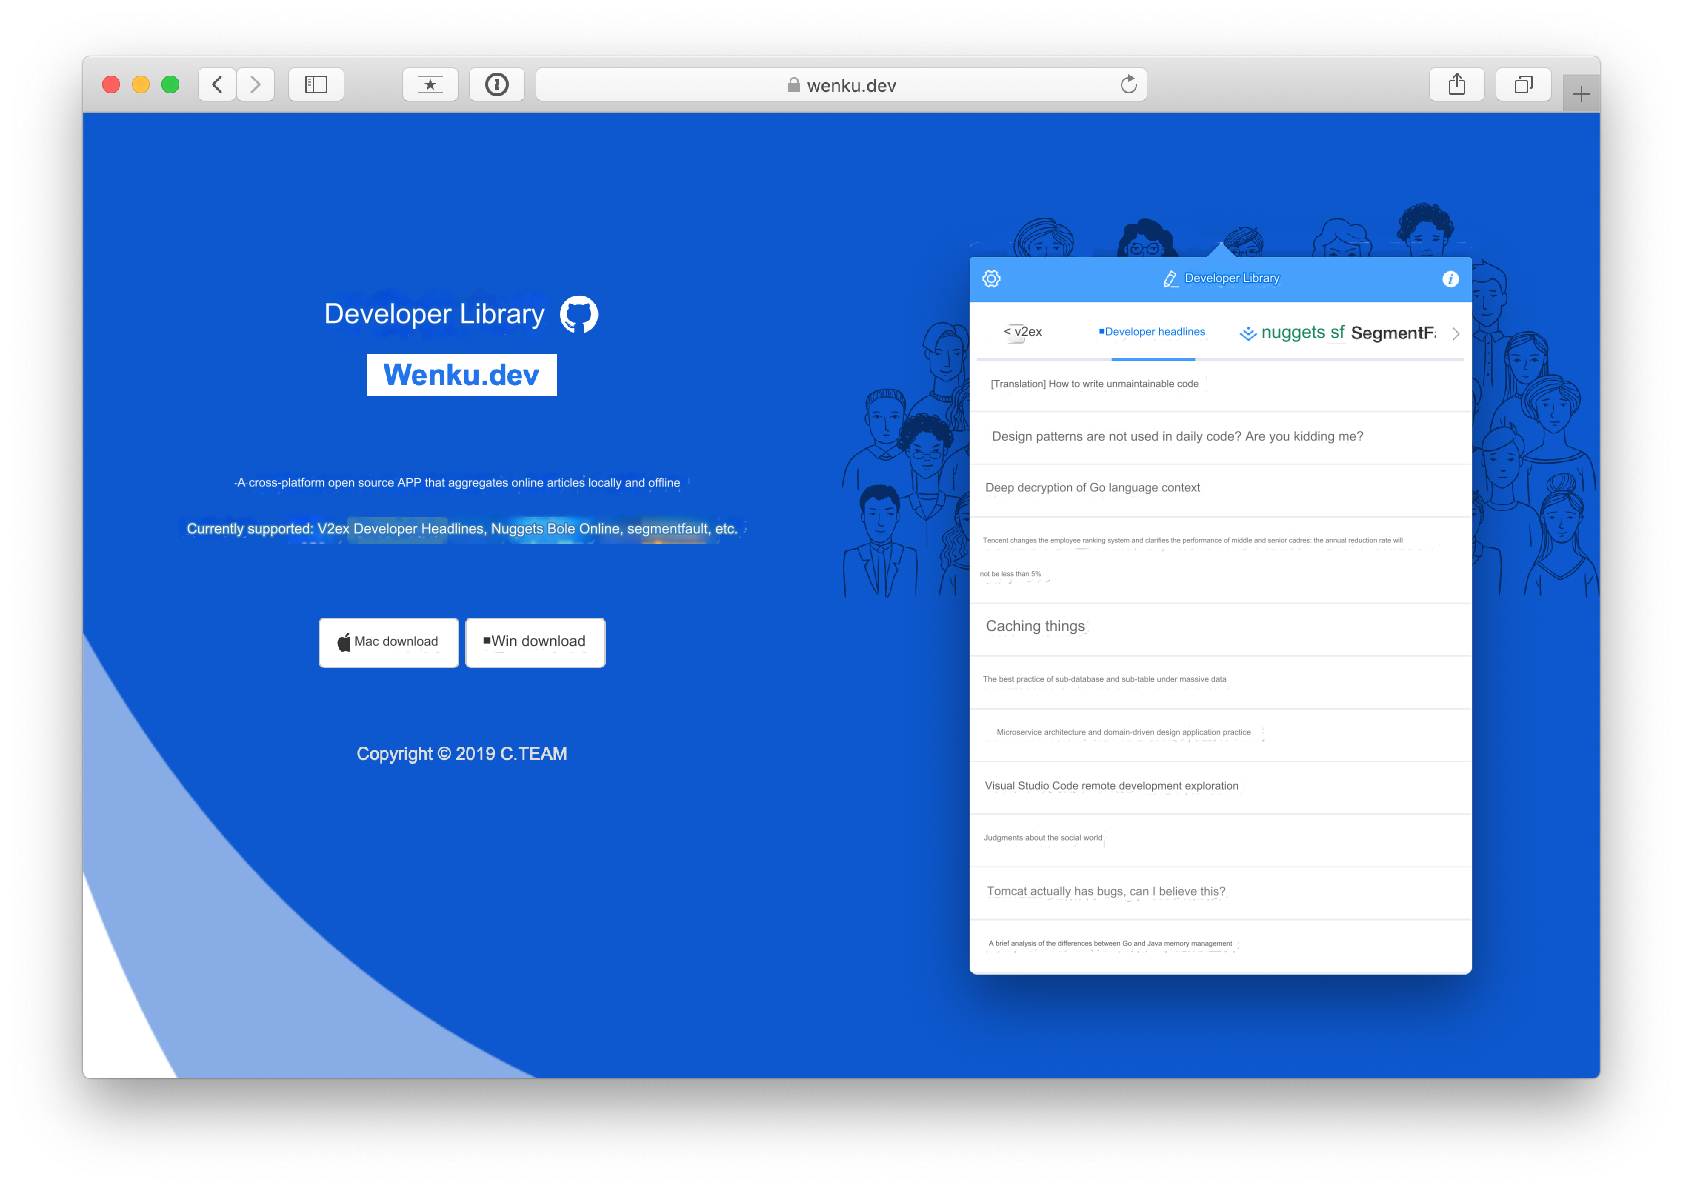 wenku.dev
Developer Library
Wenku.dev
-A cross-platform open source APP that aggregates online articles locally and offline
Currently supported: V2ex Developer Headlines, Nuggets Bole Online, segmentfault, etc.
Mac download
Win download
Copyright © 2019 C.TEAM
Developer Library
< v2ex
Developer headlines
nuggets sf SegmentF
[Translation] How to write unmaintainable code
Design patterns are not used in daily code? Are you kidding me?
Deep decryption of Go language context
Tencent changes the employee ranking system and clarifies the performance of middle and senior cadres: the annual reduction rate will
not be less than 5%
Caching things
The best practice of sub-database and sub-table under massive data
Microservice architecture and domain-driven design application practice
Visual Studio Code remote development exploration
Judgments about the social world
Tomcat actually has bugs, can I believe this?
A brief analysis of the differences between Go and Java memory management